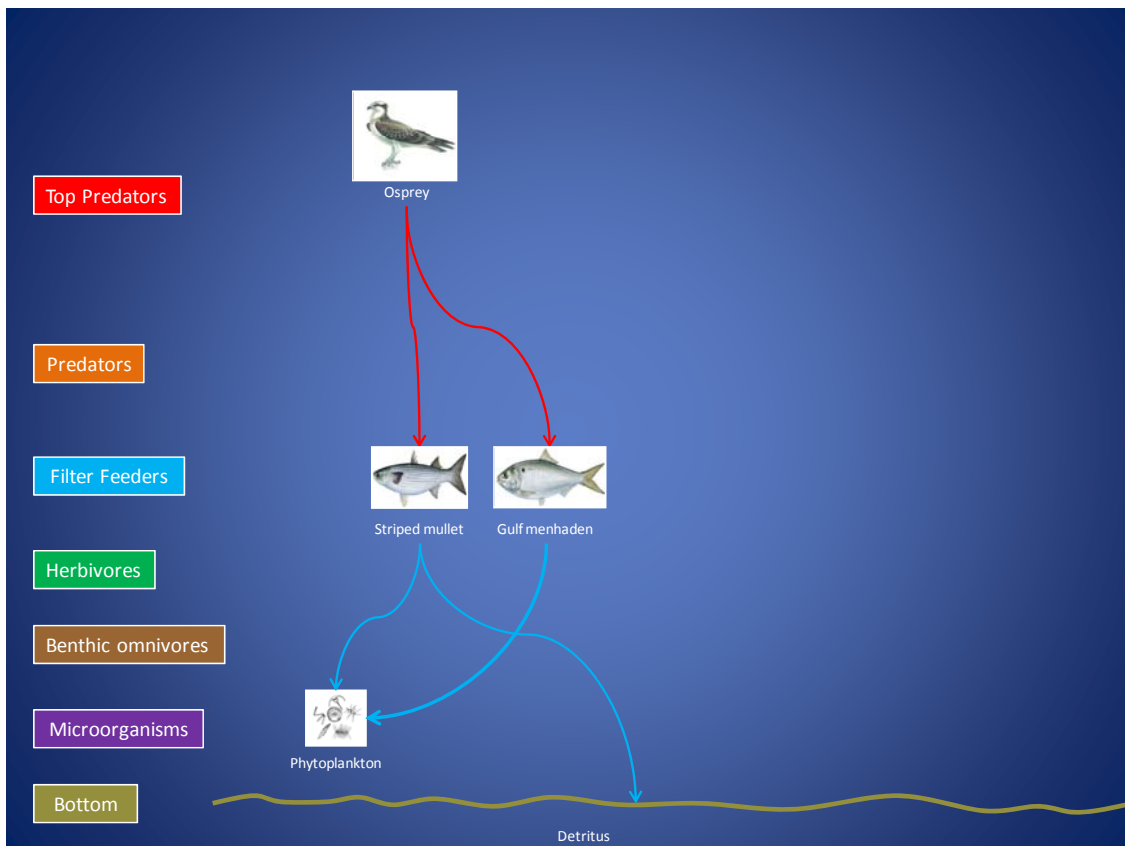 Osprey
Top Predators
Predators
Filter Feeders
Striped mullet
Gulf menhaden
Herbivores
Benthic omnivores
Microorganisms
Phytoplankton
Bottom
Detritus